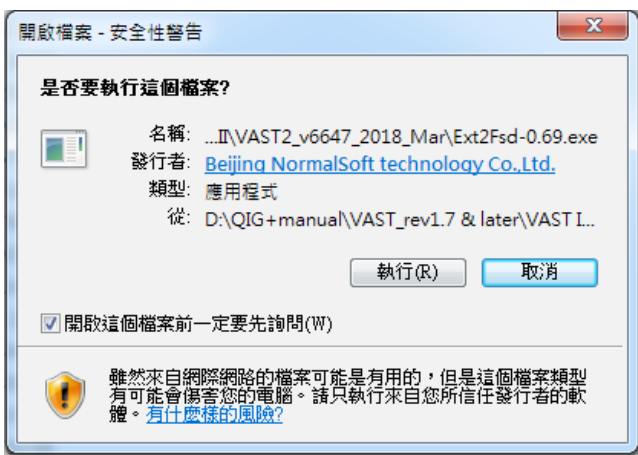 開啟檔案 - 安全性警告
是否要執行這個檔案?
名稱: ...II\VAST2_v6647_2018_Mar\Ext2Fsd-0.69.exe
發行者: Beijing NormalSoft technology Co.,Ltd.
類型: 應用程式
從: D:\QIG+manual\VAST_rev1.7 & later\VAST I...
執行(R) 取消
開啟這個檔案前一定要先詢問(W)
雖然來自網際網路的檔案可能是有用的，但是這個檔案類型
有可能會傷害您的電腦。請只執行來自您所信任發行者的軟
體。有什麼樣的風險?